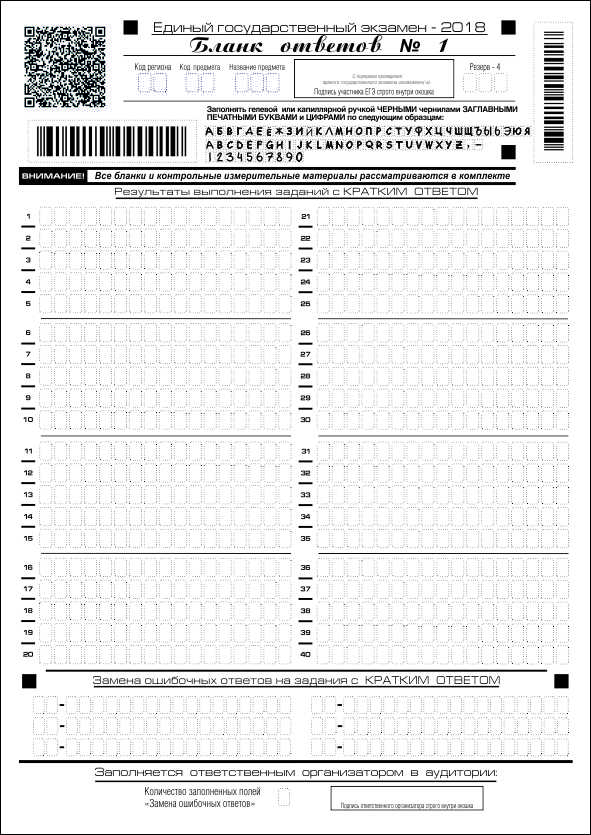 Единый государственный экзамен - 2018
Бланк ответов № 1
Код региона Код предмета Название предмета Резерв - 4
Подпись участника ЕГЭ строго внутри окошка
Заполнять гелевой или капиллярной ручкой ЧЕРНЫМИ чернилами ЗАГЛАВНЫМИ
ПЕЧАТНЫМИ БУКВАМИ и ЦИФРАМИ по следующим образцам:
АБВГДЕЁЖЗИЙКЛМНОПРСТУФХЦЧШЩЪЫЬЭЮЯ
ABCDEFGHIJKLMNOPQRSTUVWXYZ,-
1234567890
ВНИМАНИЕ! Все бланки и контрольные измерительные материалы рассматриваются в комплекте
Результаты выполнения заданий с КРАТКИМ ОТВЕТОМ
1 21
2 22
3 23
4 24
5 25
6 26
7 27
8 28
9 29
10 30
11 31
12 32
13 33
14 34
15 35
16 36
17 37
18 38
19 39
20 40
Замена ошибочных ответов на задания с КРАТКИМ ОТВЕТОМ
- -
- -
- -
Заполняется ответственным организатором в аудитории:
Количество заполненных полей
«Замена ошибочных ответов»
Подпись ответственного организатора строго внутри окошка